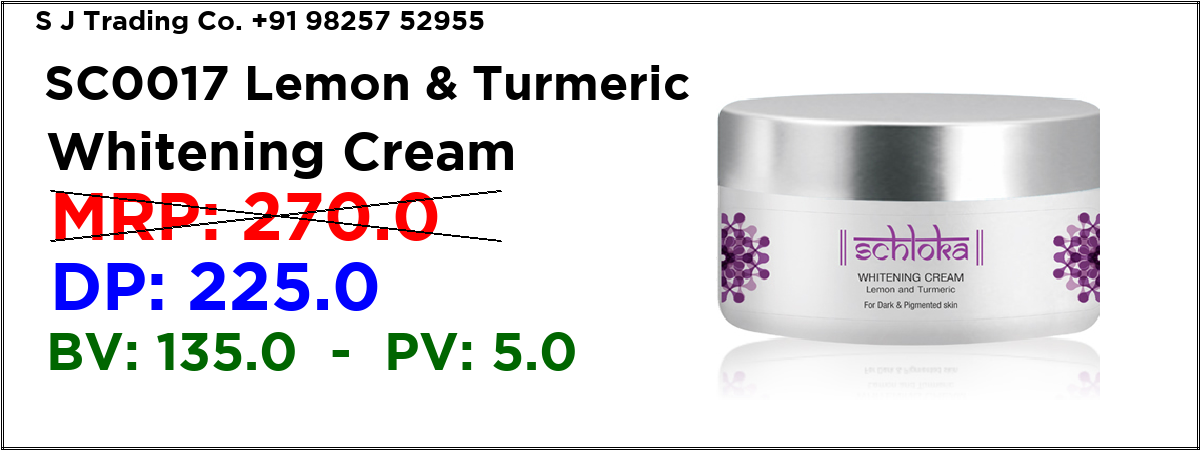 S J Trading Co. +91 98257 52955
SC0017 Lemon & Turmeric
Whitening Cream
MRP: 270.0
DP: 225.0
BV: 135.0 - PV: 5.0
schloka
WHITENING CREAM
Lemon and Turmeric
For Dark & Pigmented skin